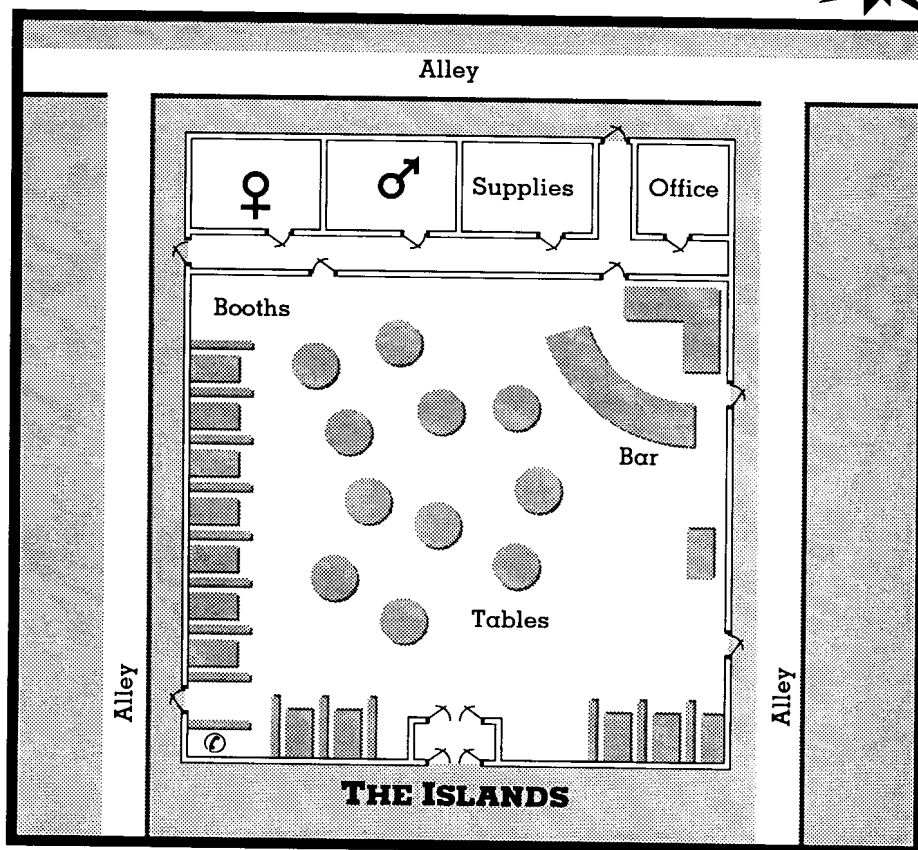 Alley
Supplies
Office
Booths
Bar
Tables
Alley
Alley
THE ISLANDS